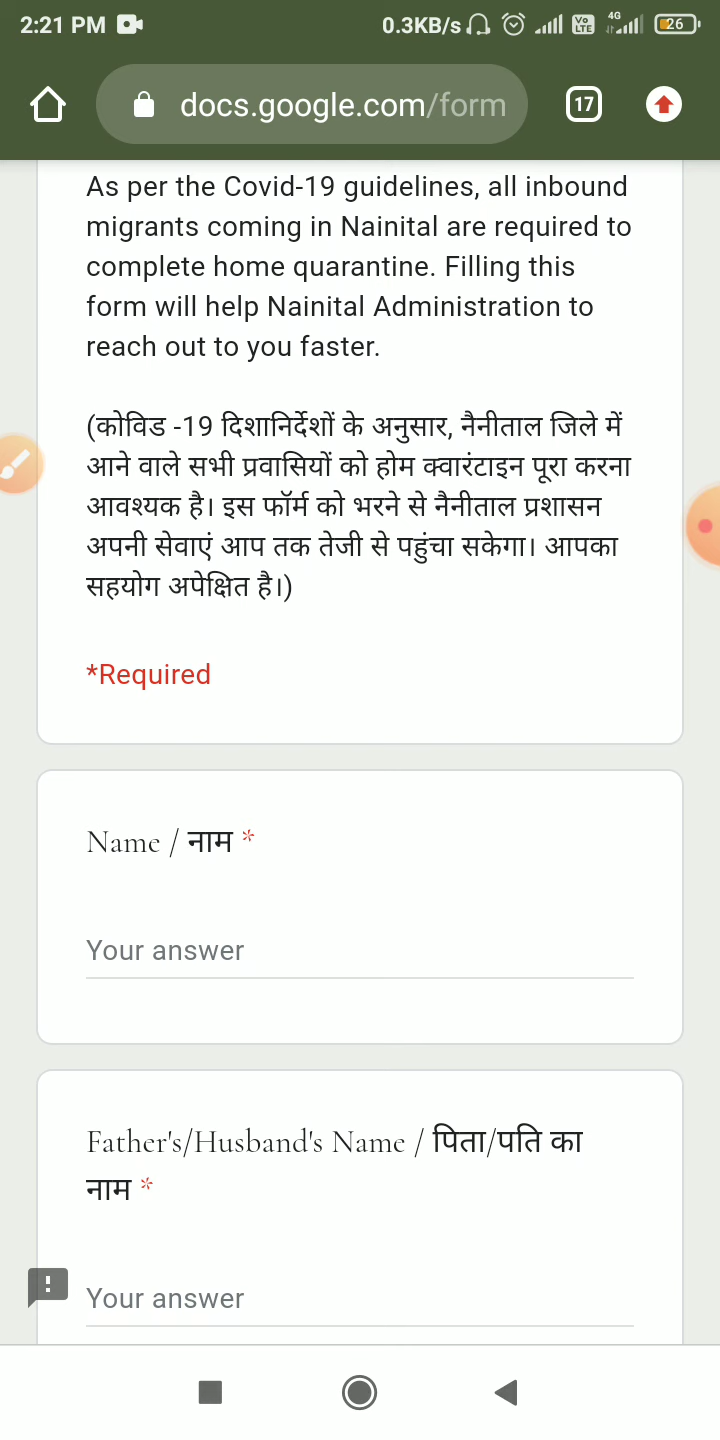 2:21 PM
0.3KB/s
Vo LTE
4G
26
docs.google.com/form
17
As per the Covid-19 guidelines, all inbound
migrants coming in Nainital are required to
complete home quarantine. Filling this
form will help Nainital Administration to
reach out to you faster.
(कोविड -19 दिशानिर्देशों के अनुसार, नैनीताल जिले में
आने वाले सभी प्रवासियों को होम क्वारंटाइन पूरा करना
आवश्यक है। इस फॉर्म को भरने से नैनीताल प्रशासन
अपनी सेवाएं आप तक तेजी से पहुंचा सकेगा। आपका
सहयोग अपेक्षित है।)
*Required
Name / नाम *
Your answer
Father's/Husband's Name / पिता/पति का
नाम *
Your answer